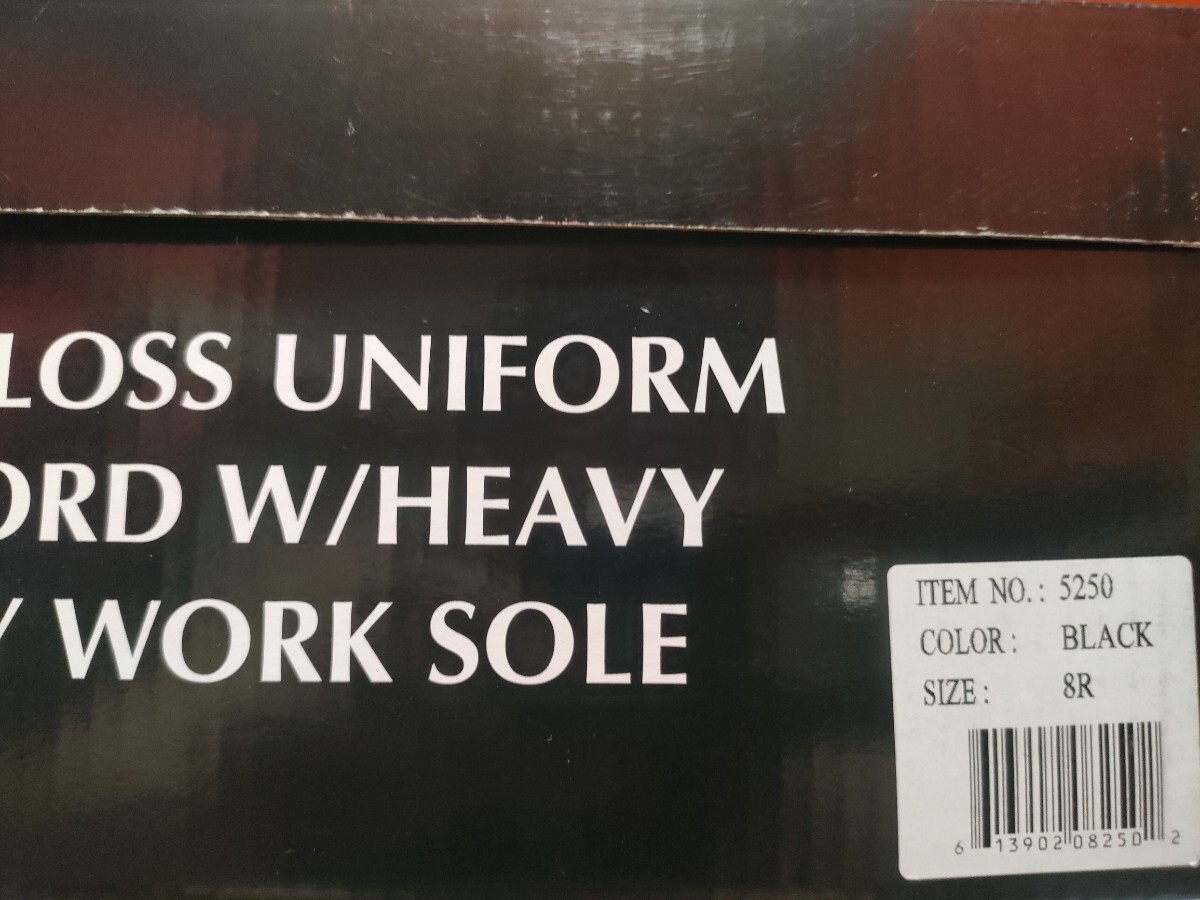 LOSS UNIFORM
ORD W/HEAVY
WORK SOLE
ITEM NO.: 5250
COLOR: BLACK
SIZE: 8R
6 13902 08250 2